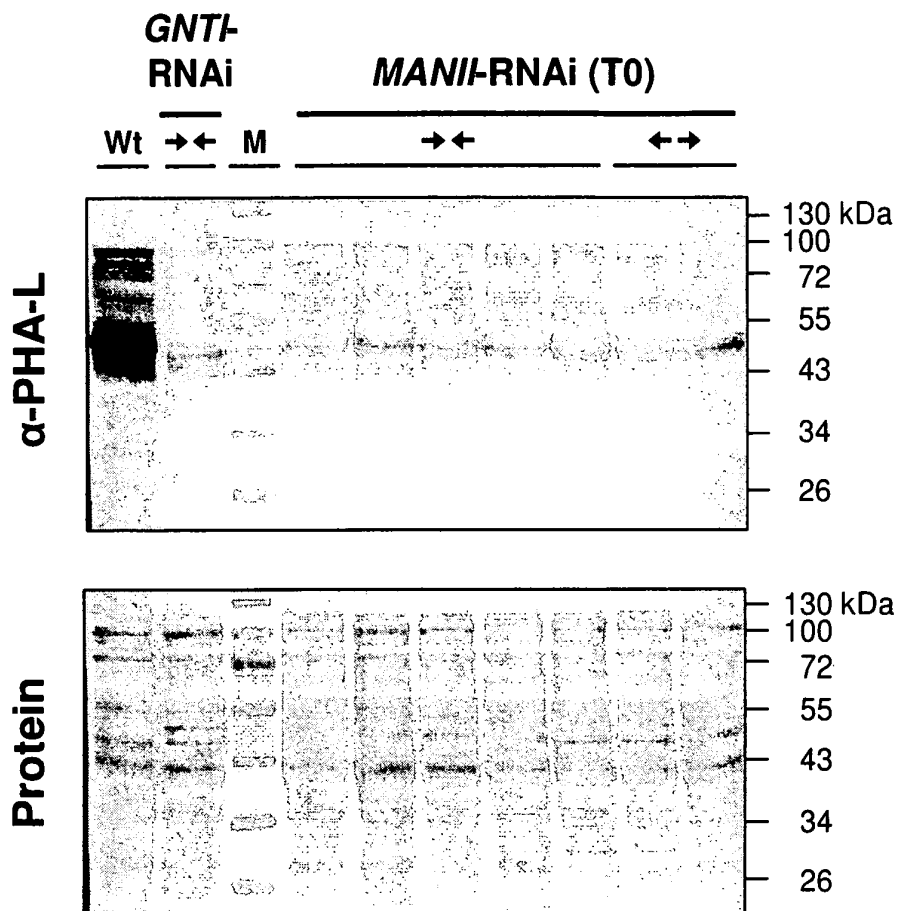 GNTI-
RNAi
MANII-RNAi (T0)
Wt →← M →← ←→
α-PHA-L
130 kDa
100
72
55
43
34
26
Protein
130 kDa
100
72
55
43
34
26